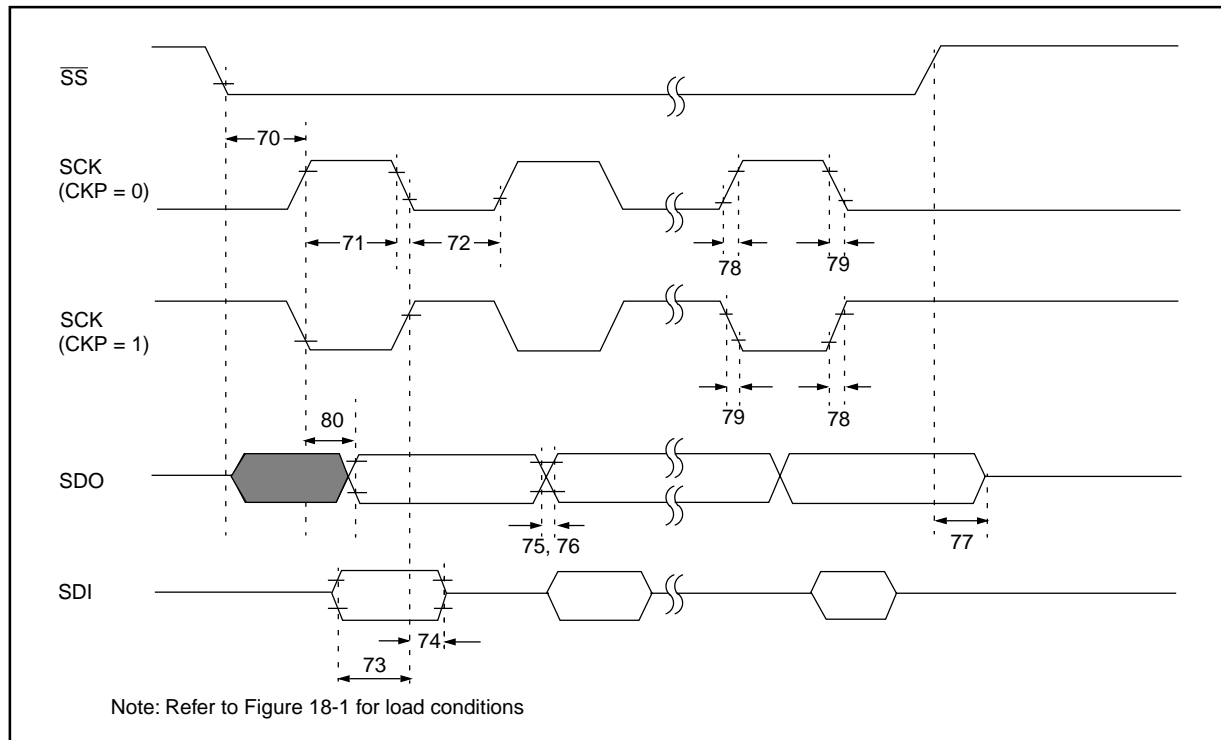 SS
70
SCK
(CKP = 0)
71
72
78
79
SCK
(CKP = 1)
79
78
80
SDO
75, 76
77
SDI
74
73
Note: Refer to Figure 18-1 for load conditions